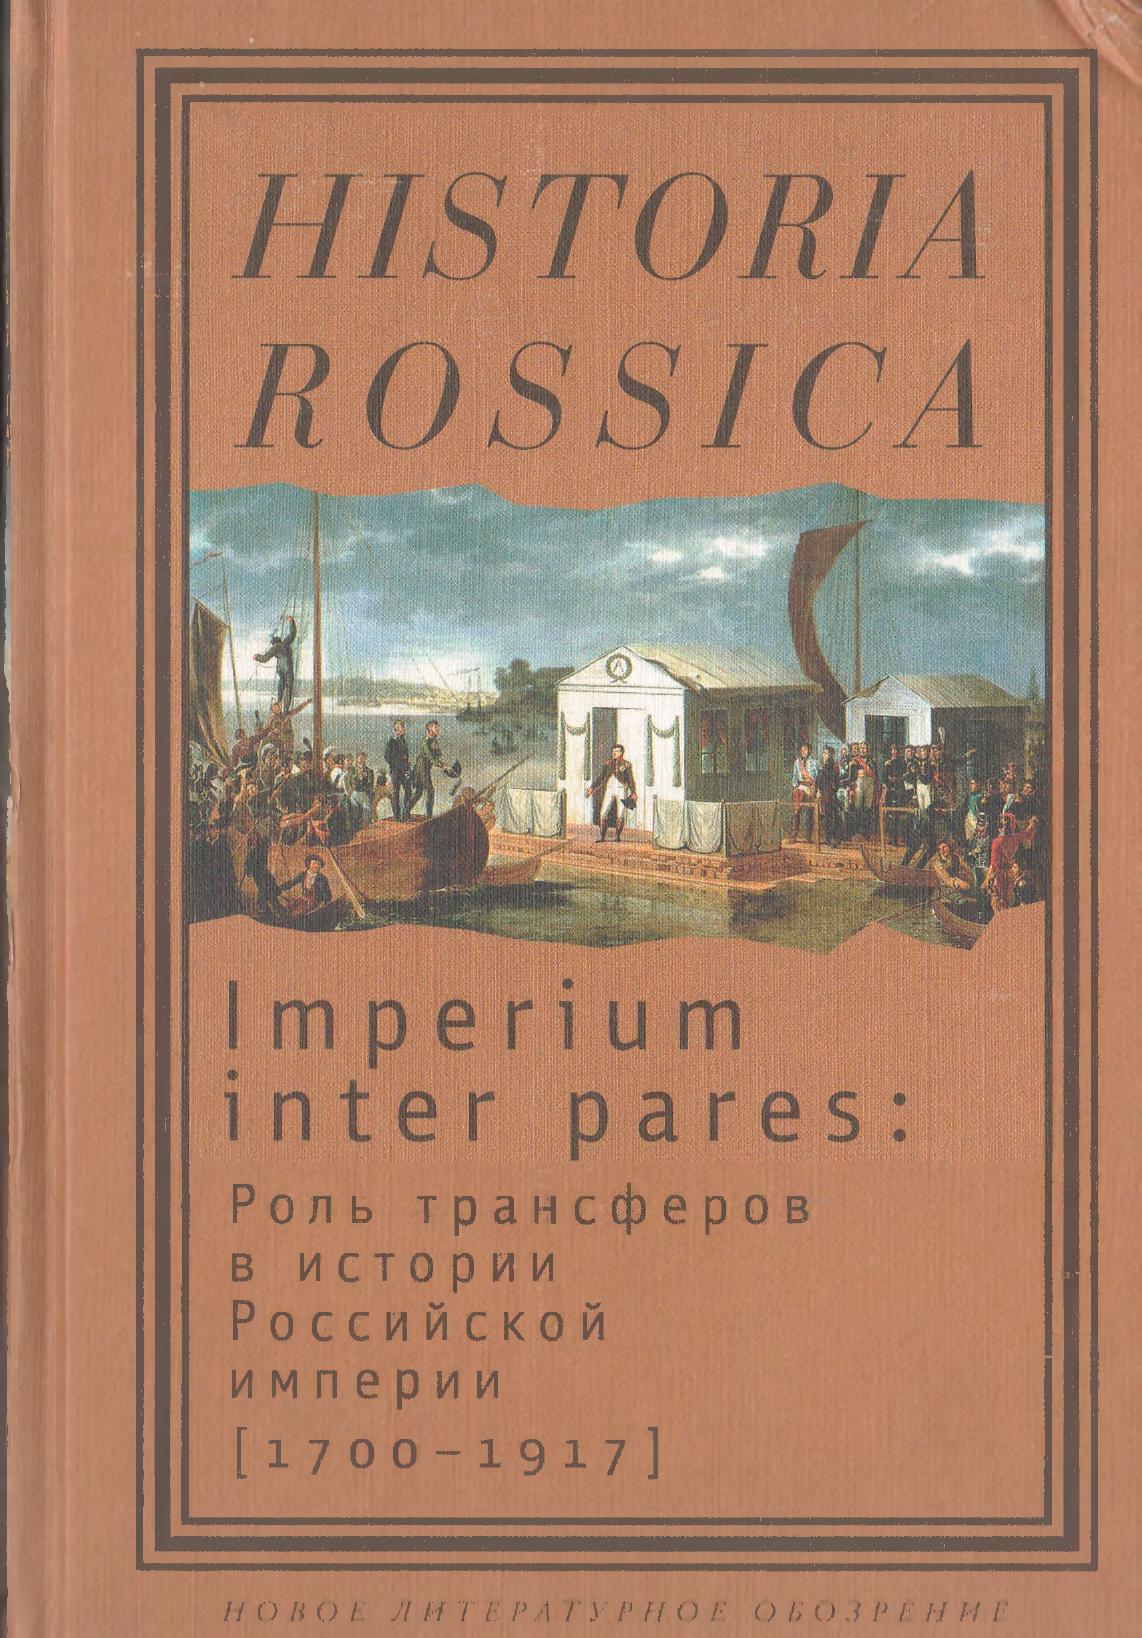 HISTORIA
ROSSICA
A
Imperium
inter pares:
Роль трансферов
в истории
Российской
империи
[1700–1917]
НОВОЕ ЛИТЕРАТУРНОЕ ОБОЗРЕНИЕ